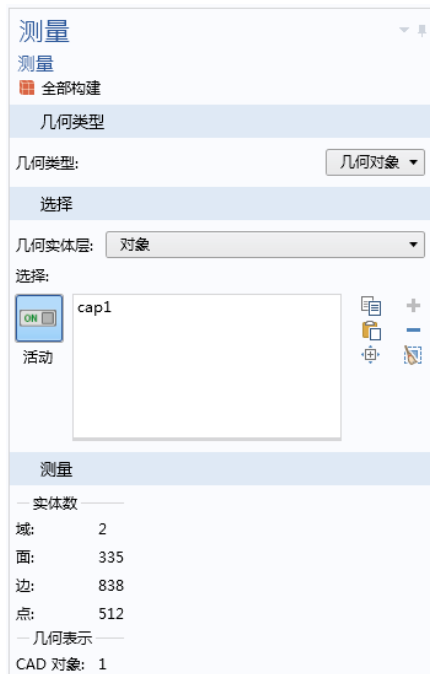 测量
测量
全部构建
几何类型
几何类型: 几何对象
选择
几何实体层: 对象
选择:
ON
cap1
活动
测量
实体数
域: 2
面: 335
边: 838
点: 512
几何表示
CAD 对象: 1